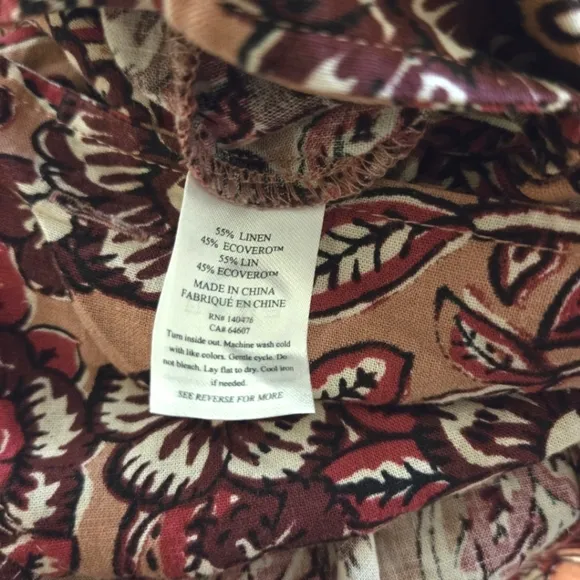 55% LINEN
45% ECOVERO™
55% LIN
45% ECOVERO™
MADE IN CHINA
FABRIQUÉ EN CHINE
RN# 140476
CA# 64607
Turn inside out. Machine wash cold
with like colors. Gentle cycle. Do
not bleach. Lay flat to dry. Cool iron
if needed.
SEE REVERSE FOR MORE